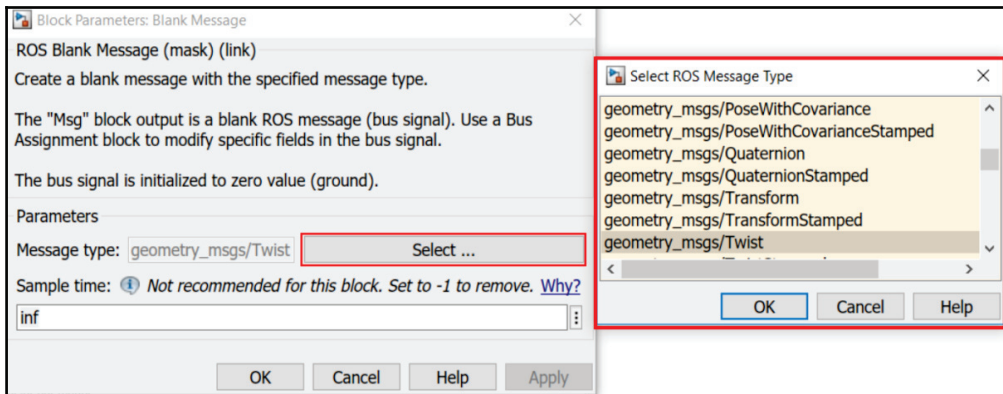 Block Parameters: Blank Message
ROS Blank Message (mask) (link)
Create a blank message with the specified message type.
The "Msg" block output is a blank ROS message (bus signal). Use a Bus
Assignment block to modify specific fields in the bus signal.
The bus signal is initialized to zero value (ground).
Parameters
Message type: geometry_msgs/Twist Select ...
Sample time: Not recommended for this block. Set to -1 to remove. Why?
inf
OK Cancel Help Apply
Select ROS Message Type
geometry_msgs/PoseWithCovariance
geometry_msgs/PoseWithCovarianceStamped
geometry_msgs/Quaternion
geometry_msgs/QuaternionStamped
geometry_msgs/Transform
geometry_msgs/TransformStamped
geometry_msgs/Twist
OK Cancel Help